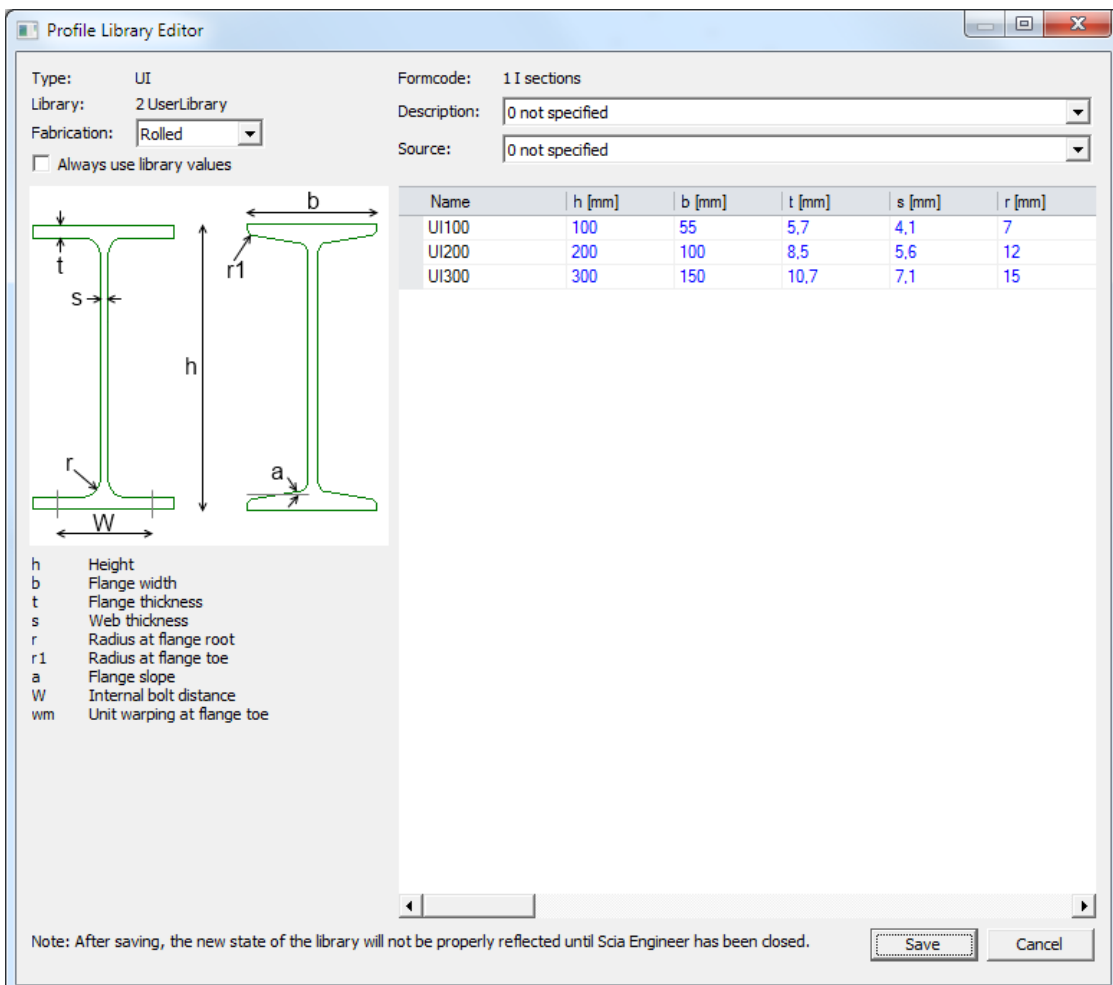 Profile Library Editor
Type: UI Formcode: 1 I sections
Library: 2 UserLibrary Description: 0 not specified
Fabrication: Rolled Source: 0 not specified
Always use library values
b
t
s
r1
h
r
a
W
Name h [mm] b [mm] t [mm] s [mm] r [mm]
UI100 100 55 5,7 4,1 7
UI200 200 100 8,5 5,6 12
UI300 300 150 10,7 7,1 15
h Height
b Flange width
t Flange thickness
s Web thickness
r Radius at flange root
r1 Radius at flange toe
a Flange slope
W Internal bolt distance
wm Unit warping at flange toe
Note: After saving, the new state of the library will not be properly reflected until Scia Engineer has been closed. Save Cancel